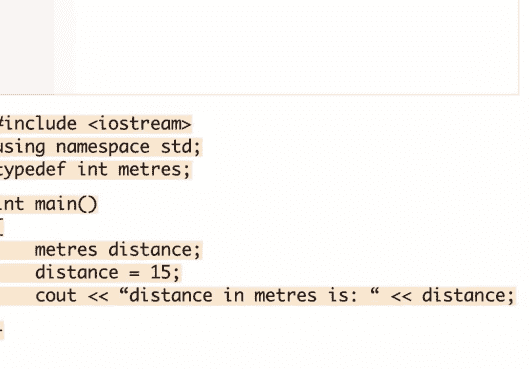 #include <iostream>
using namespace std;
typedef int metres;
int main()
{
metres distance;
distance = 15;
cout << “distance in metres is: “ << distance;
}